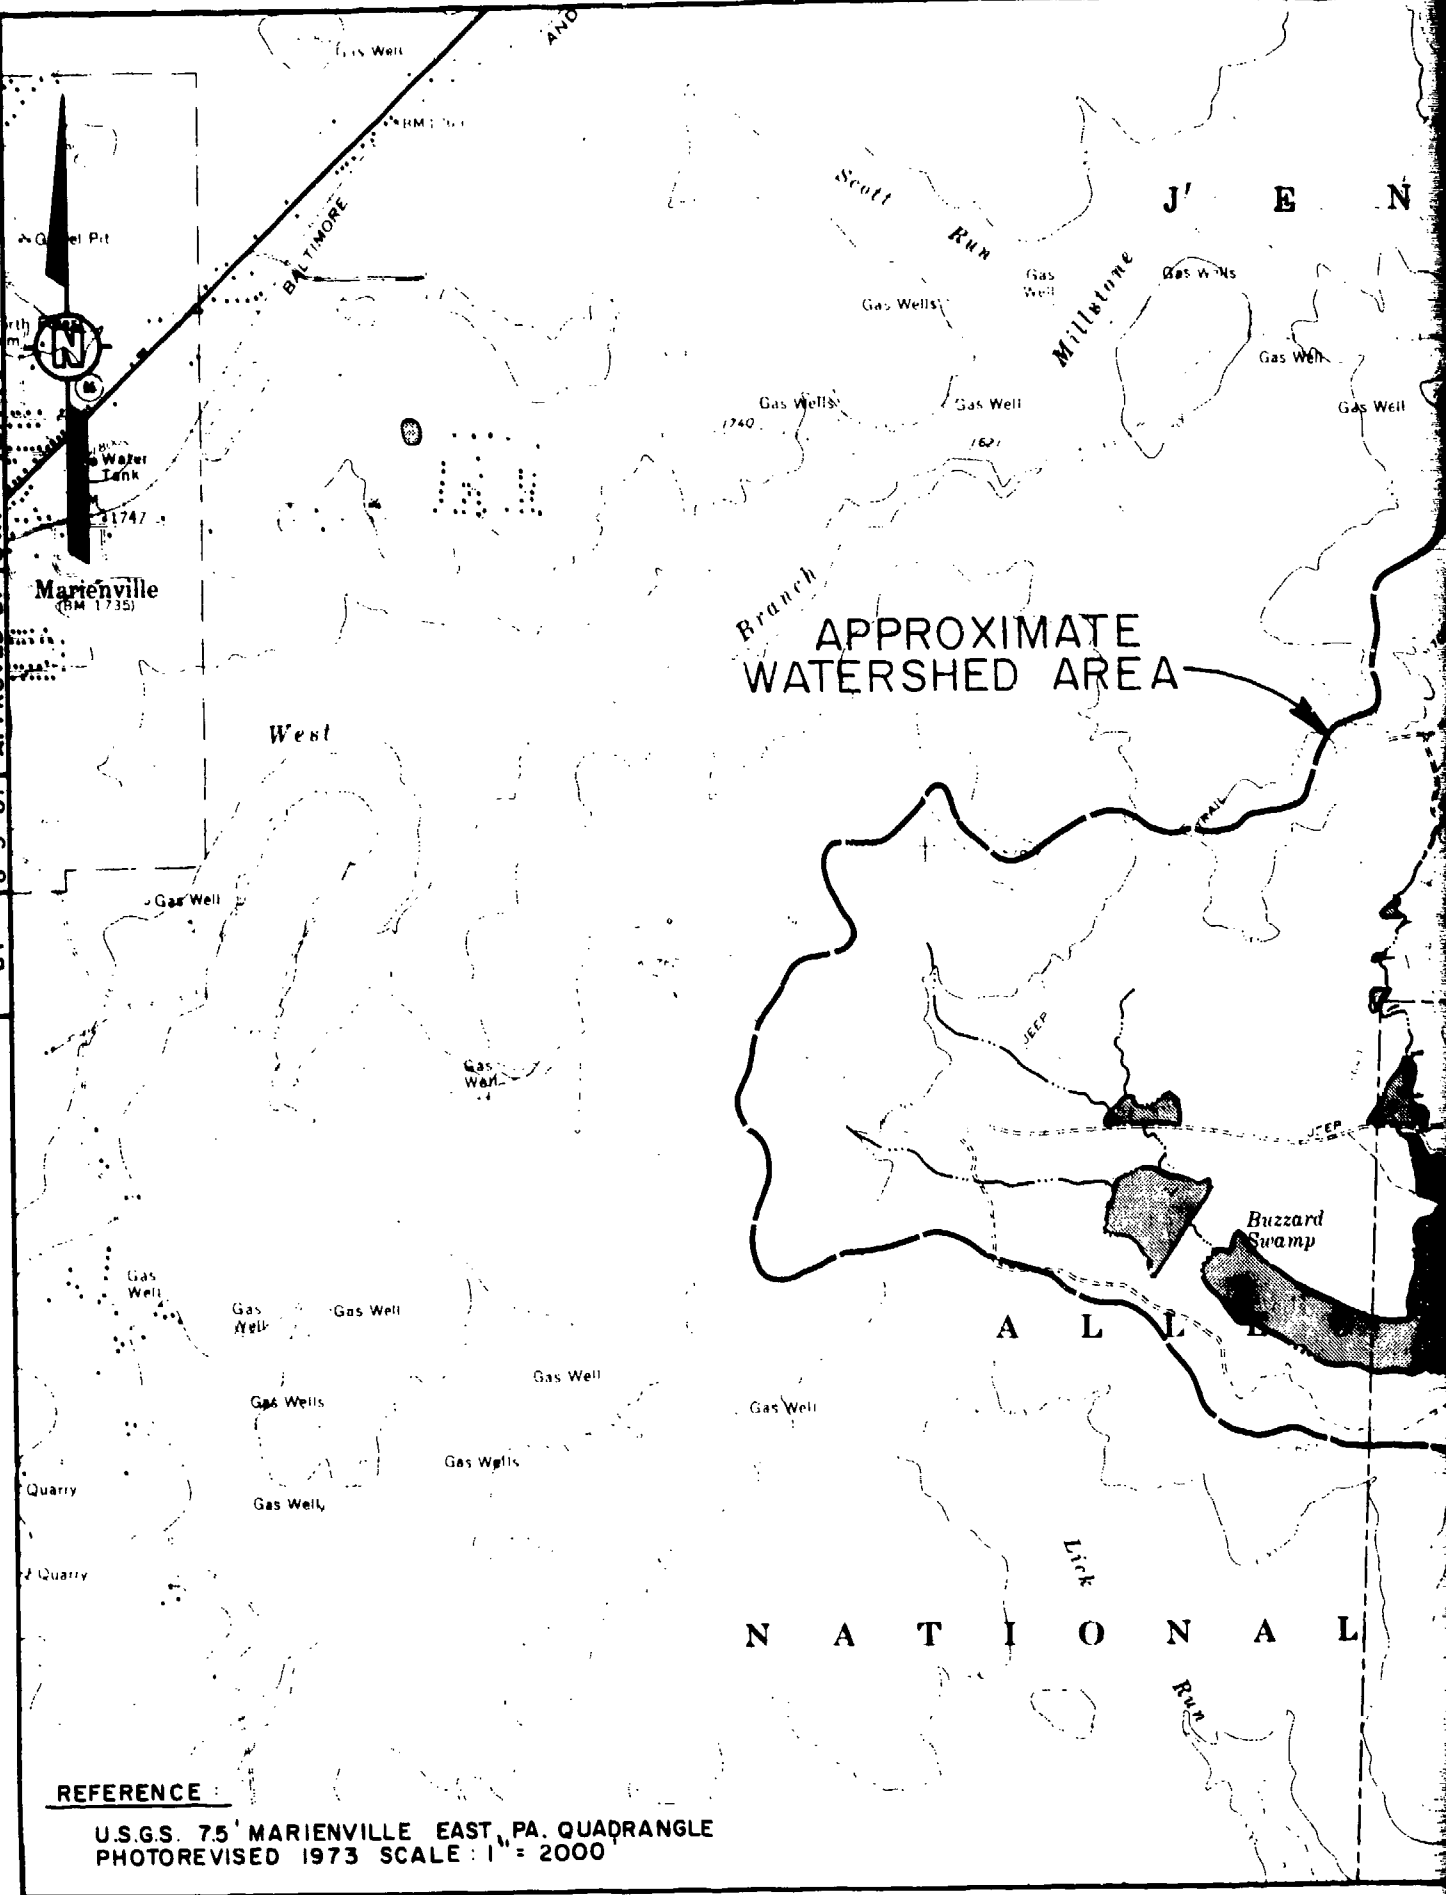 AND
Gas Well
Scott
J E N
Run
BALTIMORE
Millstone
Gas
Well
Gas Wells
Gas Wells
N
Gas Well
66
Gas Wells
Gas Well
Gas Well
1740
1621
Water
Tank
1747
Branch
Marienville
(BM 1735)
APPROXIMATE
WATERSHED AREA
West
TRAIL
Gas Well
JEEP
Gas
Well
JEEP
Buzzard
Swamp
Gas
Well
Gas
Well
Gas Well
A L L E G
Gas Well
Gas Wells
Gas Well
Gas Wells
Quarry
Gas Well
Lick
Quarry
N A T I O N A L
Run
REFERENCE :
U.S.G.S. 7.5' MARIENVILLE EAST, PA. QUADRANGLE
PHOTOREVISED 1973 SCALE : 1" = 2000'